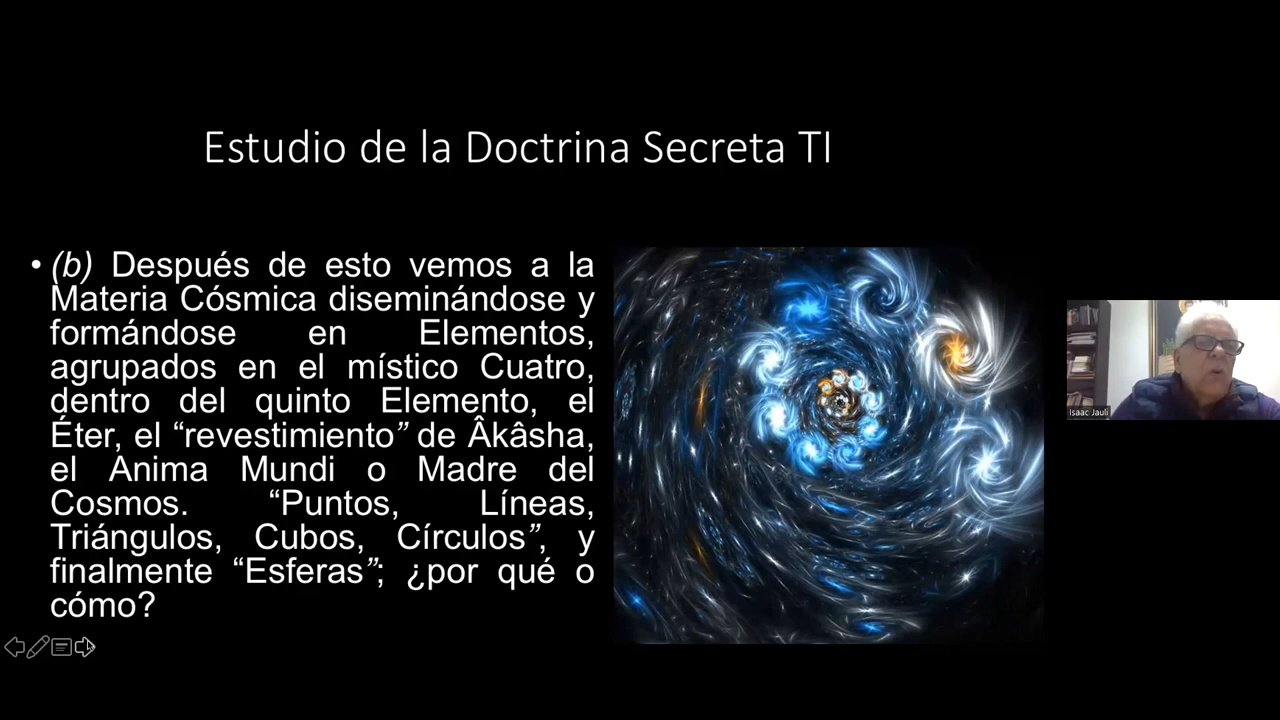 Estudio de la Doctrina Secreta TI
• (b) Después de esto vemos a la
Materia Cósmica diseminándose y
formándose en Elementos,
agrupados en el místico Cuatro,
dentro del quinto Elemento, el
Éter, el “revestimiento” de Âkâsha,
el Anima Mundi o Madre del
Cosmos. “Puntos, Líneas,
Triángulos, Cubos, Círculos”, y
finalmente “Esferas”; ¿por qué o
cómo?
Isaac Jauli